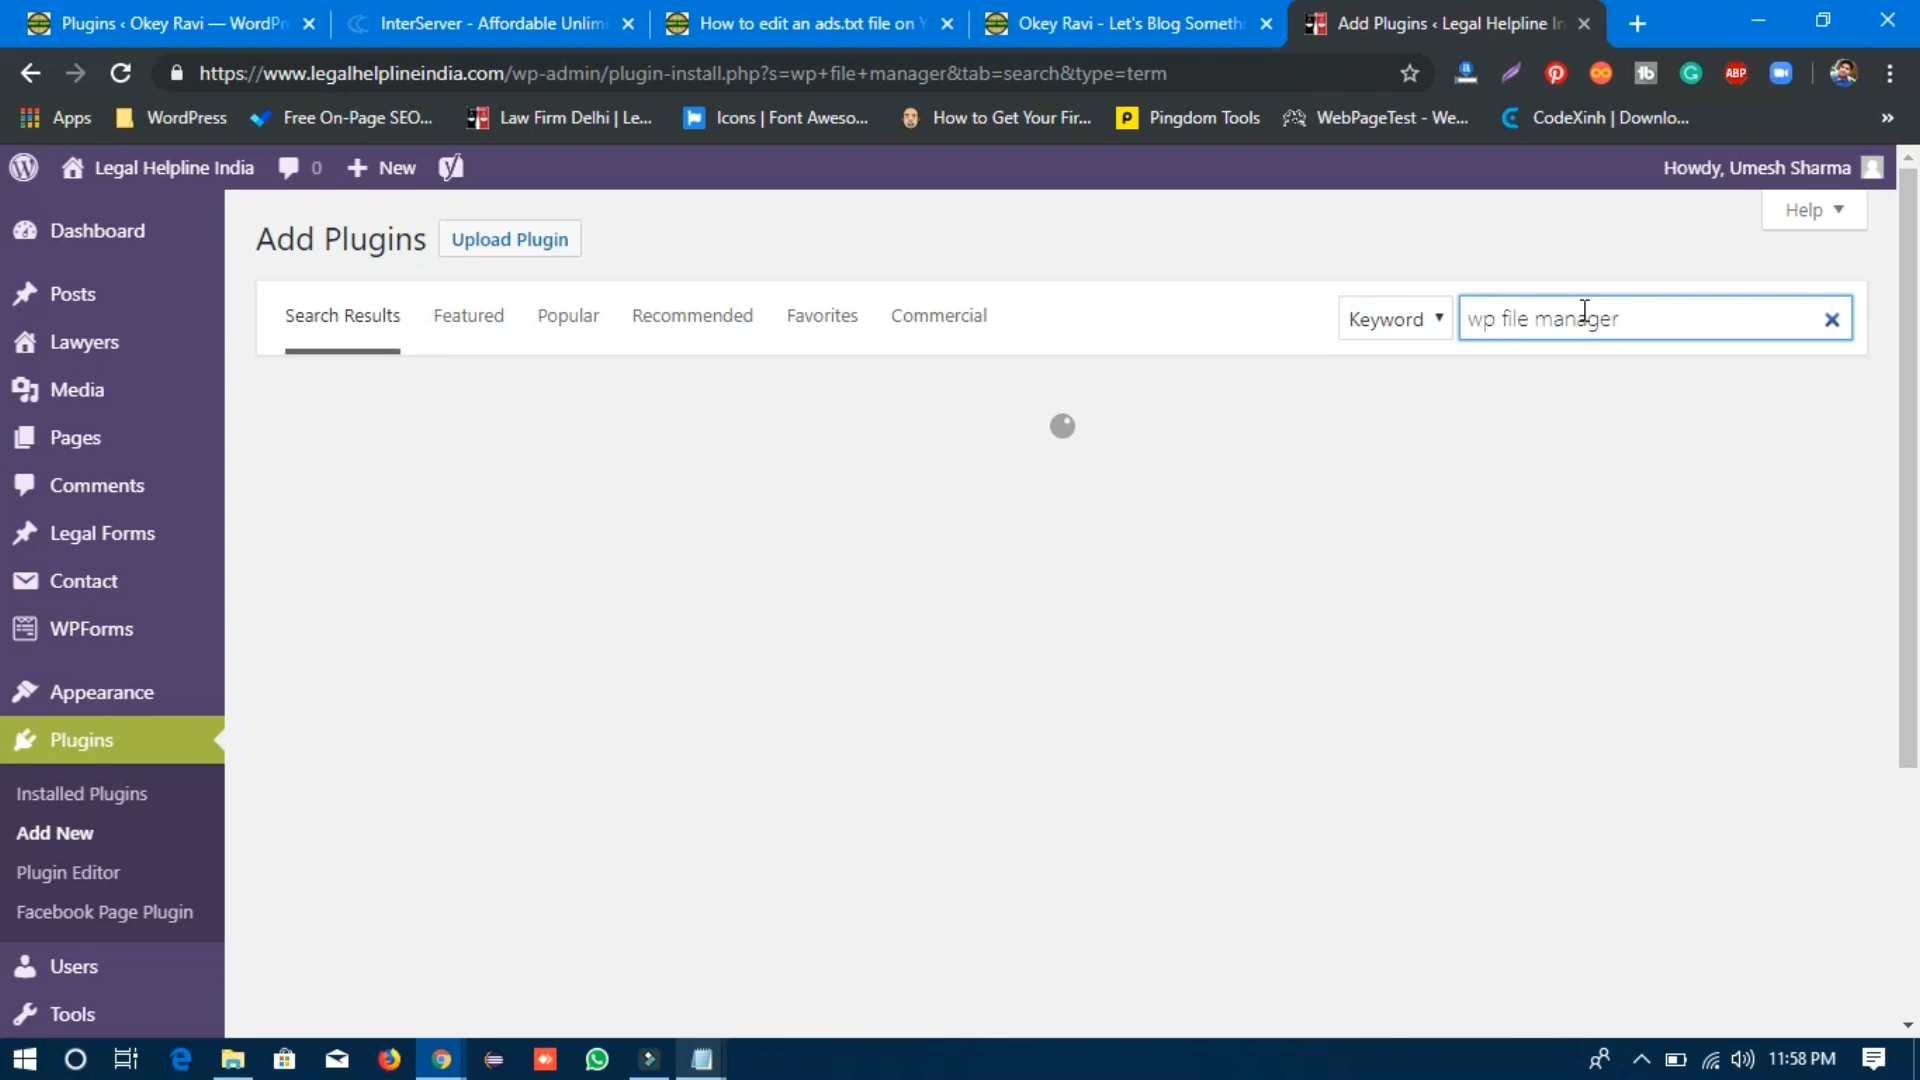 Plugins ‹ Okey Ravi — WordPr
InterServer - Affordable Unlimi
How to edit an ads.txt file on Y
Okey Ravi - Let's Blog Somethi
Add Plugins ‹ Legal Helpline In
https://www.legalhelplineindia.com/wp-admin/plugin-install.php?s=wp+file+manager&tab=search&type=term
ABP
Apps
WordPress
Free On-Page SEO...
Law Firm Delhi | Le...
Icons | Font Aweso...
How to Get Your Fir...
Pingdom Tools
WebPageTest - We...
CodeXinh | Downlo...
»
Legal Helpline India
0
New
Howdy, Umesh Sharma
Help
Dashboard
Posts
Lawyers
Media
Pages
Comments
Legal Forms
Contact
WPForms
Appearance
Plugins
Installed Plugins
Add New
Plugin Editor
Facebook Page Plugin
Users
Tools
Add Plugins
Upload Plugin
Search Results
Featured
Popular
Recommended
Favorites
Commercial
Keyword
wp file manager
11:58 PM